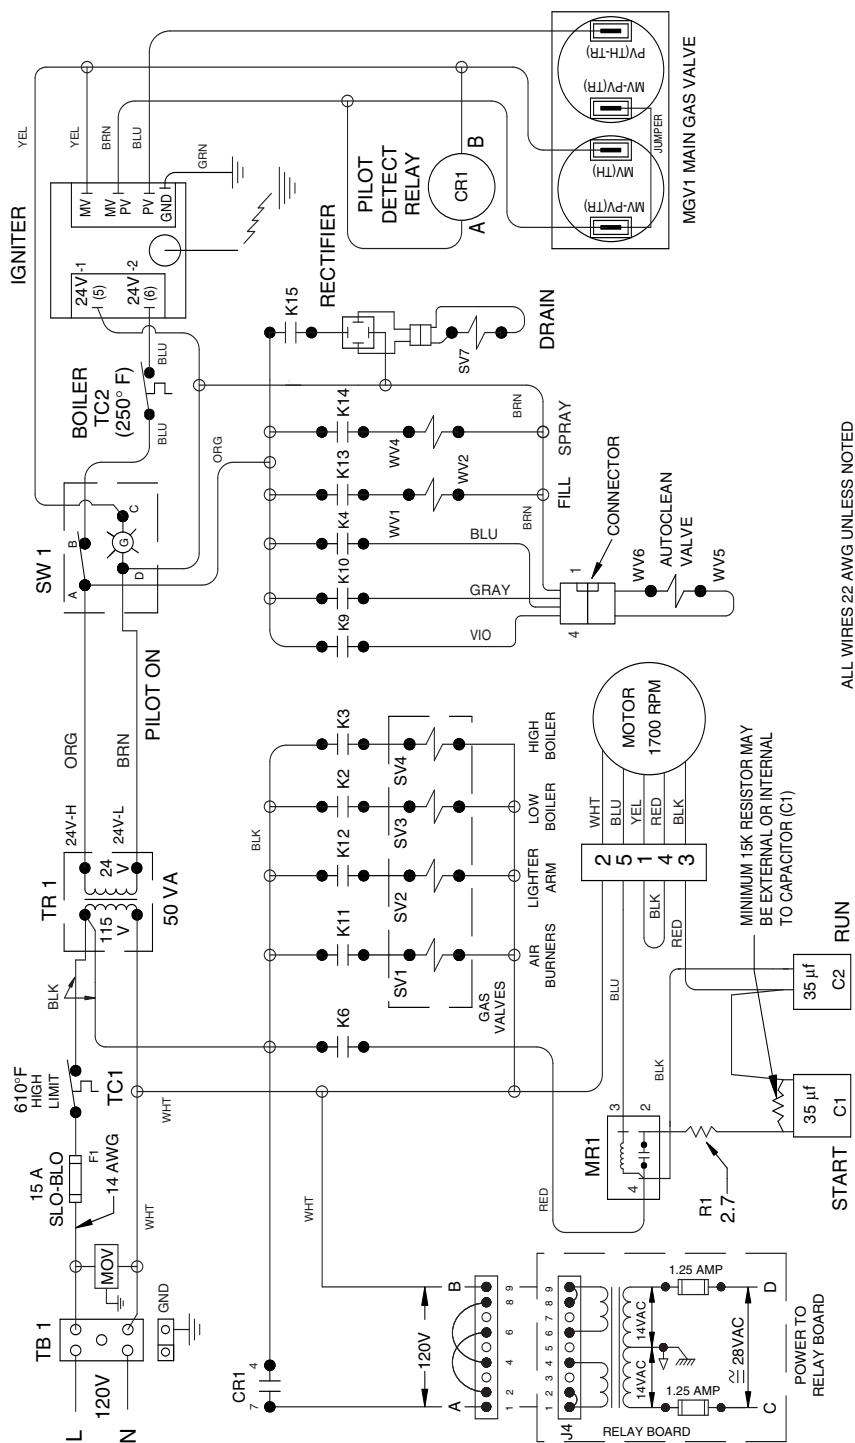 L
N
120V
TB 1
GND
MOV
15 A
SLO-BLO
F1
14 AWG
WHT
610°F
HIGH
LIMIT
TC1
WHT
BLK
TR 1
115
V
24
V
50 VA
24V-H
24V-L
ORG
BRN
PILOT ON
SW 1
A
B
C
D
G
BOILER
TC2
(250° F)
BLU
BLU
ORG
IGNITER
24V-1
(5)
24V-2
(6)
MV
MV
PV
PV
GND
YEL
YEL
BRN
BLU
GRN
CR1
7
4
WHT
RED
K6
BLK
K11
K12
K2
K3
SV1
SV2
SV3
SV4
GAS
VALVES
AIR
BURNERS
LIGHTER
ARM
LOW
BOILER
HIGH
BOILER
K9
K10
K4
K13
K14
K15
VIO
GRAY
BLU
WV1
WV2
WV4
BRN
BRN
FILL
SPRAY
RECTIFIER
SV7
DRAIN
CONNECTOR
4
1
WV6
AUTOCLEAN
VALVE
WV5
PILOT
DETECT
RELAY
CR1
A
B
MV-PV(TR)
MV(TH)
MV-PV(TR)
PV(TH-TR)
JUMPER
MGV1 MAIN GAS VALVE
A
120V
B
1
2
3
4
5
6
7
8
9
J4
14VAC
14VAC
1.25 AMP
1.25 AMP
≅ 28VAC
C
D
RELAY BOARD
POWER TO
RELAY BOARD
MR1
3
4
2
R1
2.7
BLU
BLK
RED
BLK
2
5
1
4
3
WHT
BLU
YEL
RED
BLK
MOTOR
1700 RPM
MINIMUM 15K RESISTOR MAY
BE EXTERNAL OR INTERNAL
TO CAPACITOR (C1)
35 µf
C1
START
35 µf
C2
RUN
ALL WIRES 22 AWG UNLESS NOTED